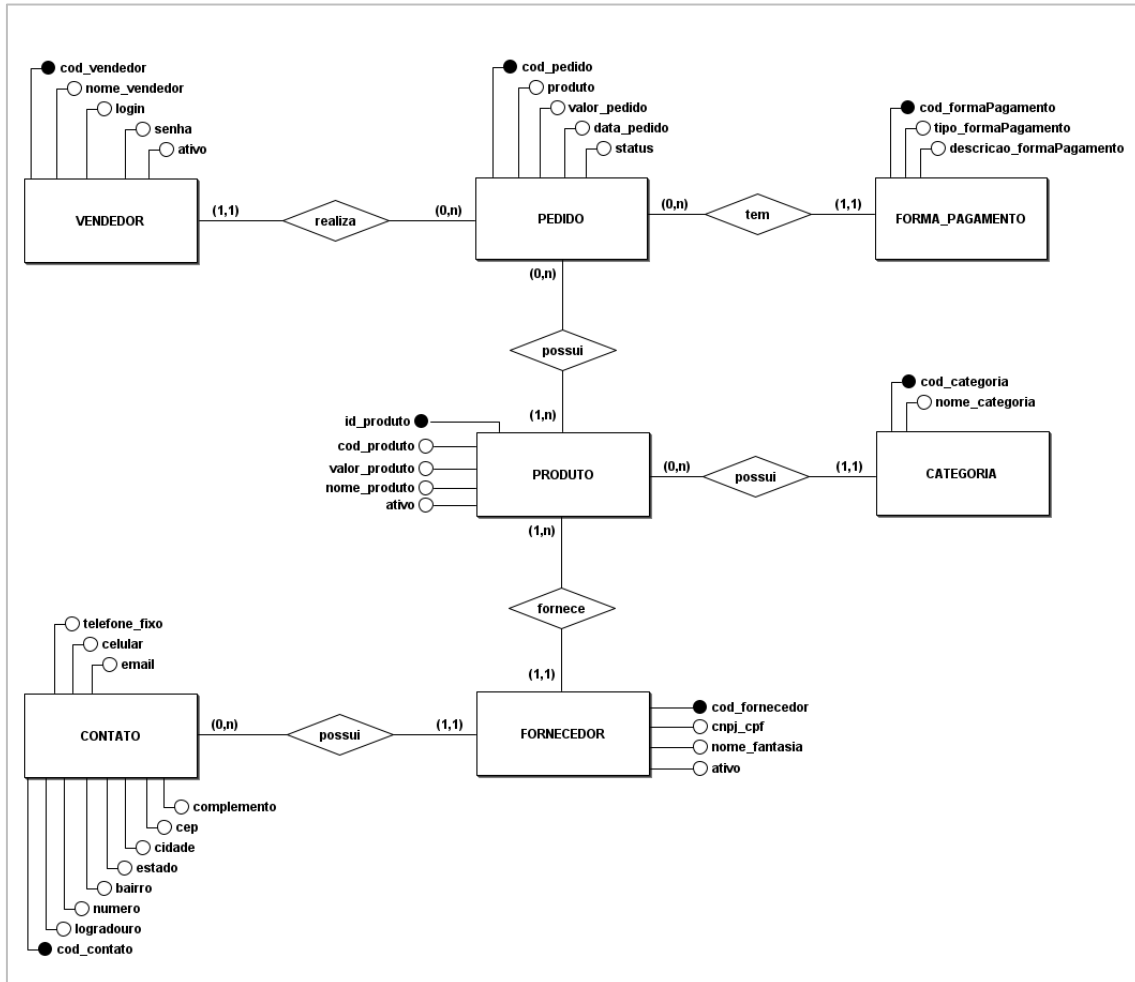 cod_vendedor
nome_vendedor
login
senha
ativo
VENDEDOR
(1,1)
realiza
(0,n)
cod_pedido
produto
valor_pedido
data_pedido
status
PEDIDO
(0,n)
tem
(1,1)
cod_formaPagamento
tipo_formaPagamento
descricao_formaPagamento
FORMA_PAGAMENTO
(0,n)
possui
(1,n)
id_produto
cod_produto
valor_produto
nome_produto
ativo
PRODUTO
(0,n)
possui
(1,1)
cod_categoria
nome_categoria
CATEGORIA
(1,n)
fornece
(1,1)
telefone_fixo
celular
email
CONTATO
(0,n)
possui
(1,1)
FORNECEDOR
cod_fornecedor
cnpj_cpf
nome_fantasia
ativo
complemento
cep
cidade
estado
bairro
numero
logradouro
cod_contato